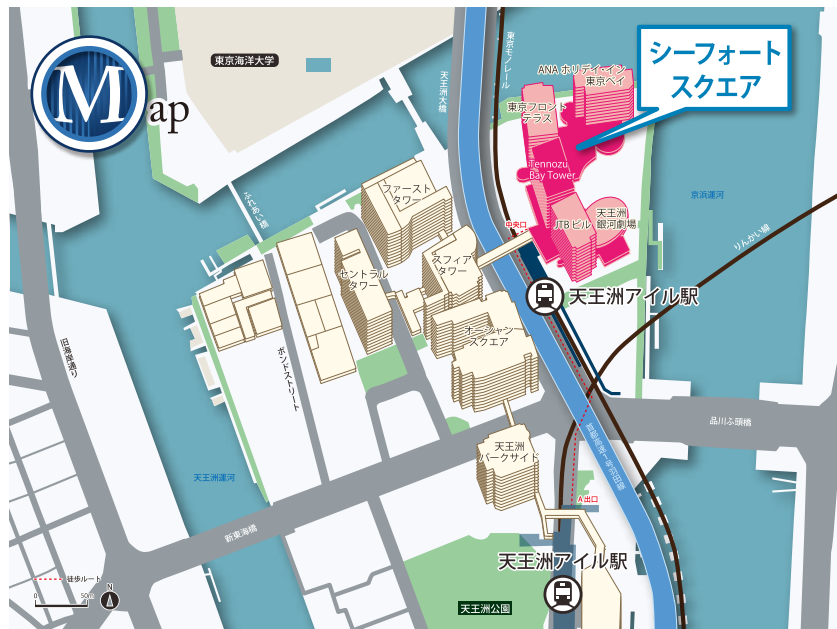 Map
東京海洋大学
天王洲大橋
東京モノレール
ANA ホリデイ・イン
東京ベイ
シーフォート
スクエア
東京フロント
テラス
Tennozu
Bay Tower
京浜運河
りんかい線
ファースト
タワー
ふれあい橋
JTBビル
天王洲
銀河劇場
中央口
スフィア
タワー
セントラル
タワー
天王洲アイル駅
オーシャン
スクエア
旧海岸通り
ボンドストリート
品川ふ頭橋
首都高速1号羽田線
天王洲
パークサイド
天王洲運河
A出口
新東海橋
天王洲アイル駅
徒歩ルート
0
50m
N
天王洲公園